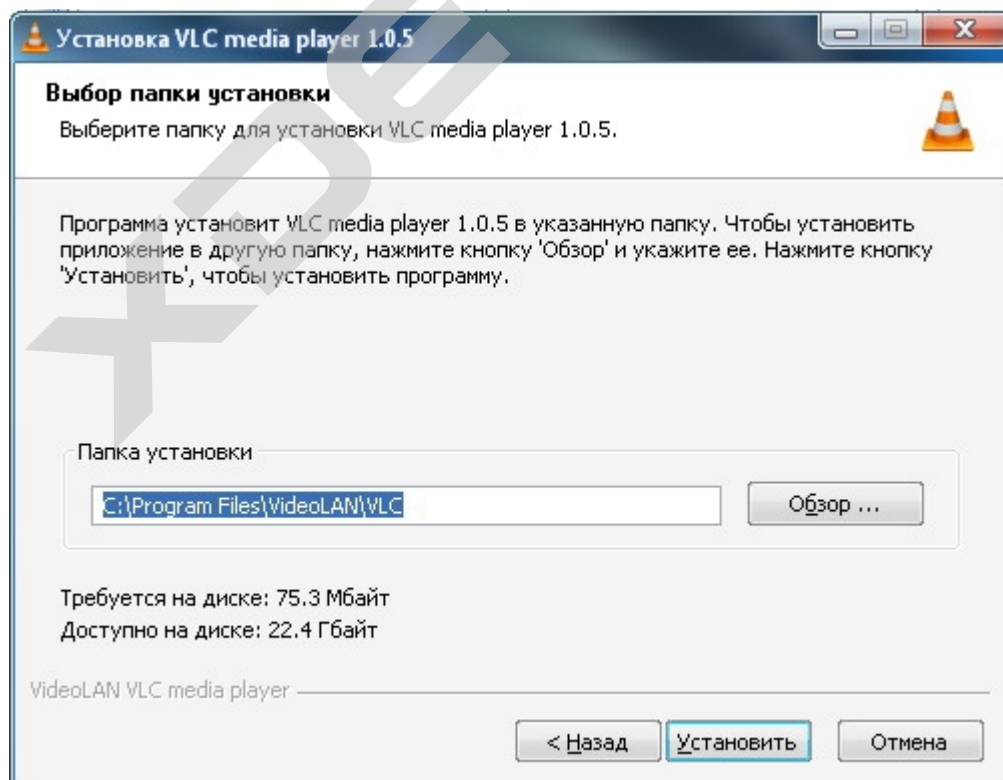 Установка VLC media player 1.0.5
Выбор папки установки
Выберите папку для установки VLC media player 1.0.5.
Программа установит VLC media player 1.0.5 в указанную папку. Чтобы установить
приложение в другую папку, нажмите кнопку 'Обзор' и укажите ее. Нажмите кнопку
'Установить', чтобы установить программу.
Папка установки
C:\Program Files\VideoLAN\VLC
Обзор ...
Требуется на диске: 75.3 Мбайт
Доступно на диске: 22.4 Гбайт
VideoLAN VLC media player
< Назад Установить Отмена
XDE